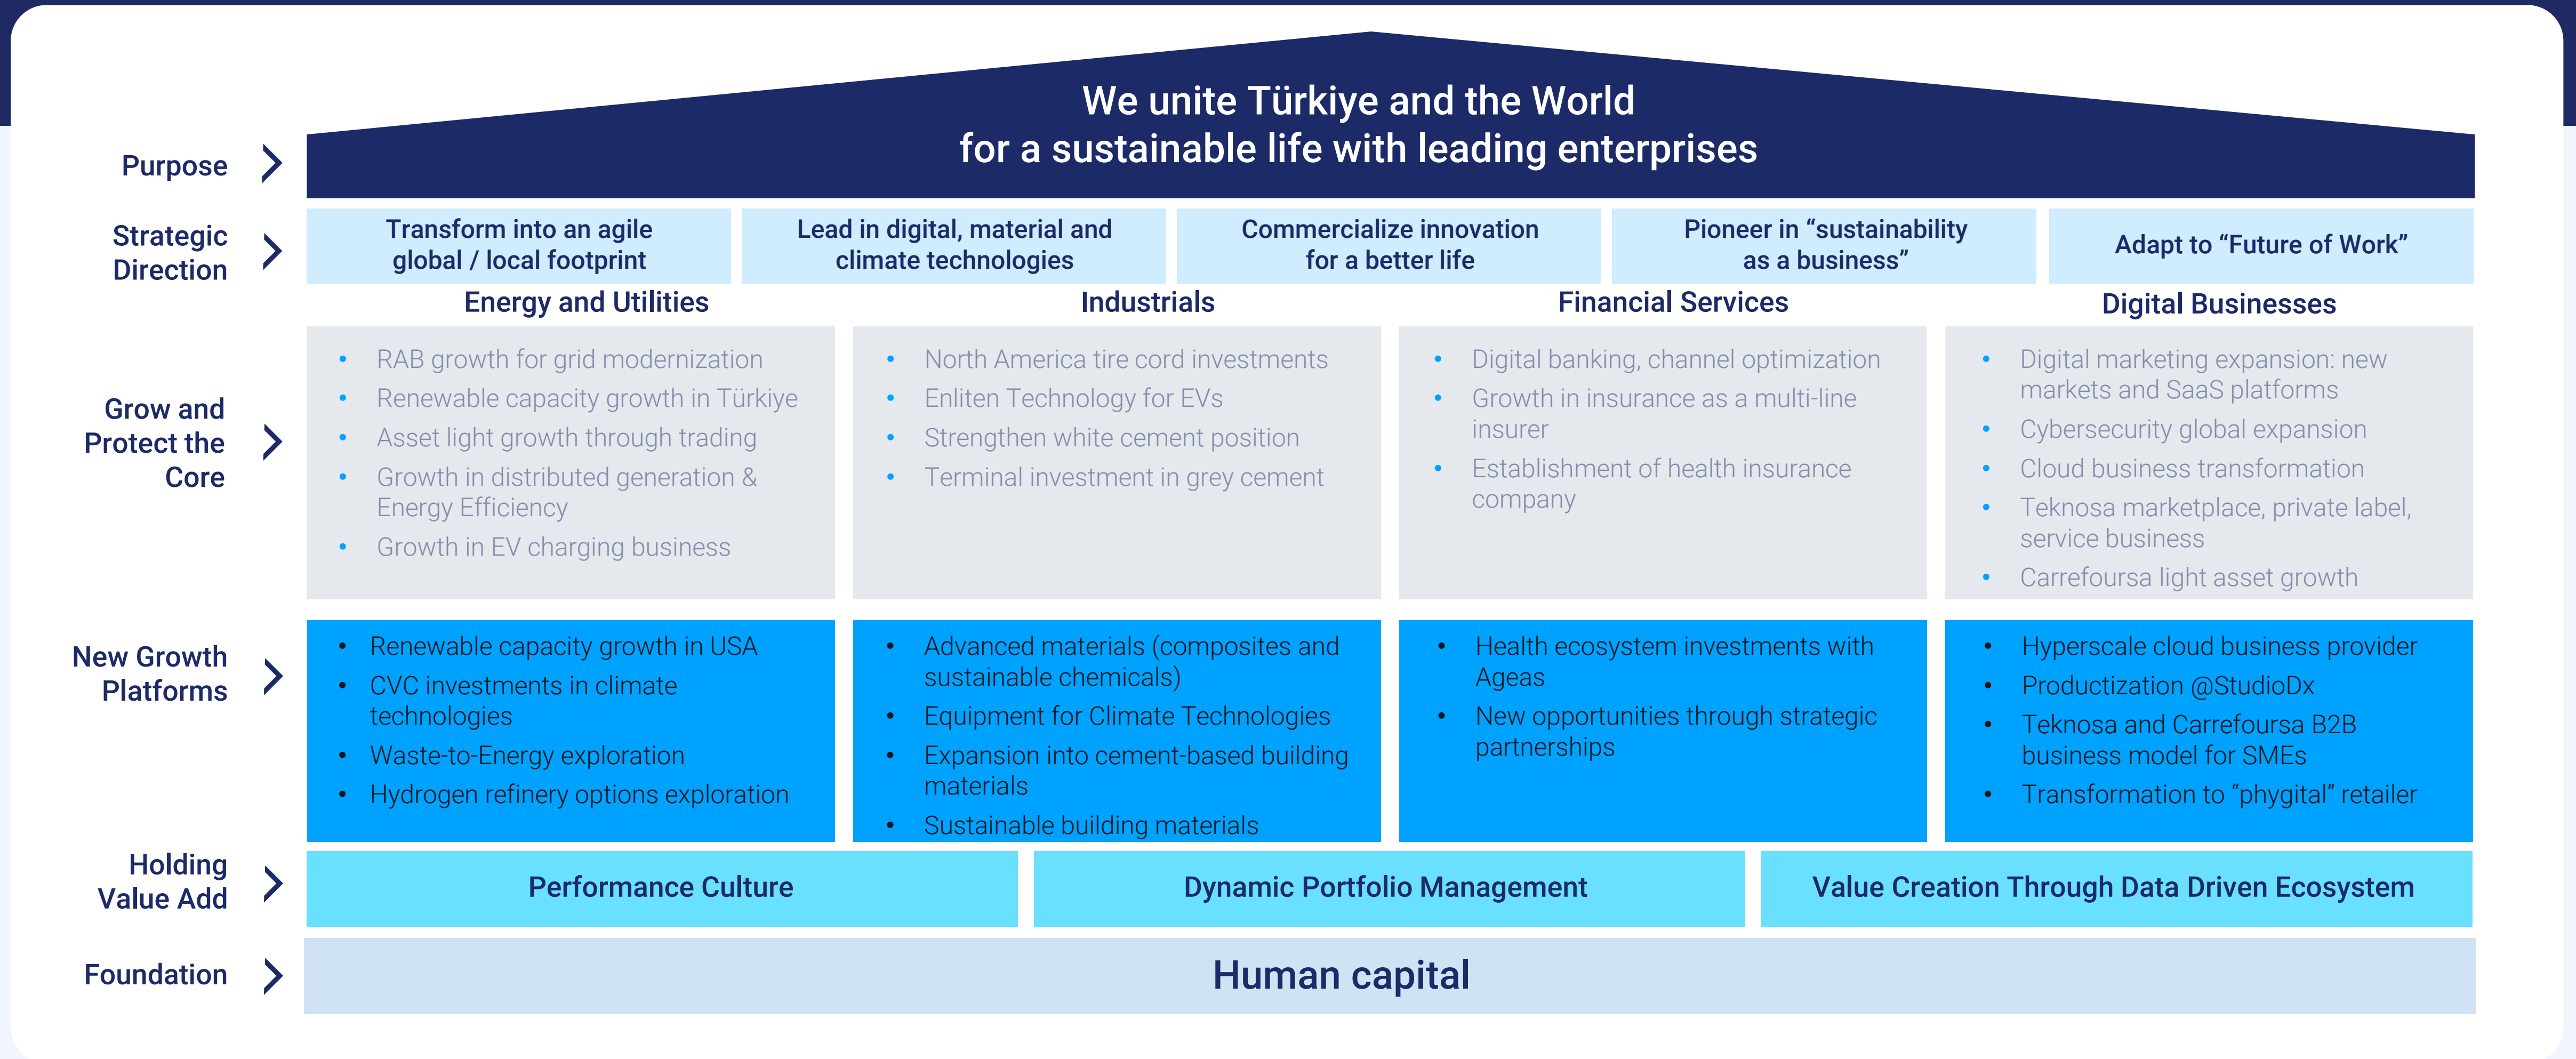 We unite Türkiye and the World
for a sustainable life with leading enterprises
Purpose
Strategic
Direction
Transform into an agile
global / local footprint
Lead in digital, material and
climate technologies
Commercialize innovation
for a better life
Pioneer in “sustainability
as a business”
Adapt to “Future of Work”
Energy and Utilities
Industrials
Financial Services
Digital Businesses
Grow and
Protect the
Core
• RAB growth for grid modernization
• Renewable capacity growth in Türkiye
• Asset light growth through trading
• Growth in distributed generation &
Energy Efficiency
• Growth in EV charging business
• North America tire cord investments
• Enliten Technology for EVs
• Strengthen white cement position
• Terminal investment in grey cement
• Digital banking, channel optimization
• Growth in insurance as a multi-line
insurer
• Establishment of health insurance
company
• Digital marketing expansion: new
markets and SaaS platforms
• Cybersecurity global expansion
• Cloud business transformation
• Teknosa marketplace, private label,
service business
• Carrefoursa light asset growth
New Growth
Platforms
• Renewable capacity growth in USA
• CVC investments in climate
technologies
• Waste-to-Energy exploration
• Hydrogen refinery options exploration
• Advanced materials (composites and
sustainable chemicals)
• Equipment for Climate Technologies
• Expansion into cement-based building
materials
• Sustainable building materials
• Health ecosystem investments with
Ageas
• New opportunities through strategic
partnerships
• Hyperscale cloud business provider
• Productization @StudioDx
• Teknosa and Carrefoursa B2B
business model for SMEs
• Transformation to “phygital” retailer
Holding
Value Add
Performance Culture
Dynamic Portfolio Management
Value Creation Through Data Driven Ecosystem
Foundation
Human capital